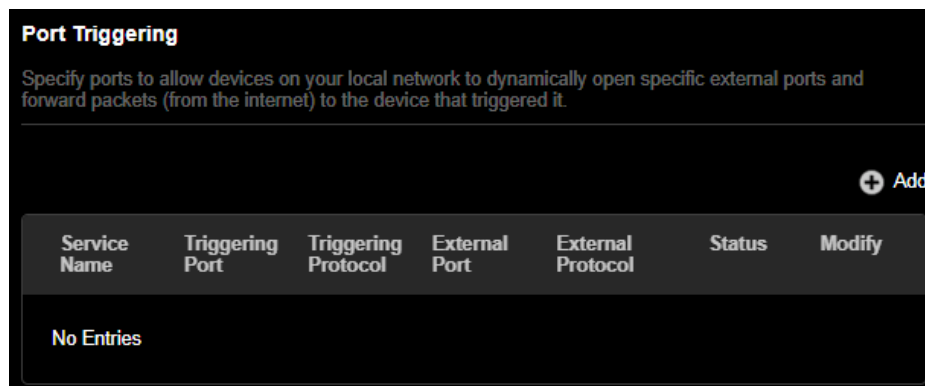 Port Triggering
Specify ports to allow devices on your local network to dynamically open specific external ports and
forward packets (from the internet) to the device that triggered it.
Add
Service Name
Triggering Port
Triggering Protocol
External Port
External Protocol
Status
Modify
No Entries